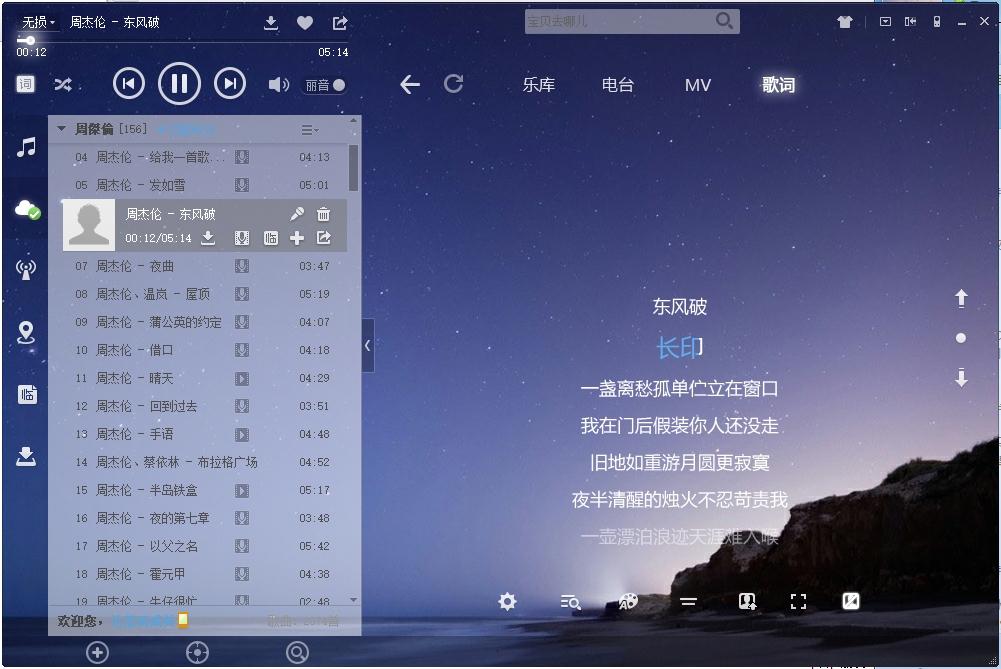 无损
周杰伦 - 东风破
宝贝去哪儿
00:12
05:14
词
丽音
乐库
电台
MV
歌词
周傑倫 [156]
04 周杰伦 - 给我一首歌... 04:13
05 周杰伦 - 发如雪 05:01
周杰伦 - 东风破
00:12/05:14
临
07 周杰伦 - 夜曲 03:47
08 周杰伦、温岚 - 屋顶 05:19
09 周杰伦 - 蒲公英的约定 04:07
10 周杰伦 - 借口 04:18
11 周杰伦 - 晴天 04:29
12 周杰伦 - 回到过去 03:51
13 周杰伦 - 手语 04:48
14 周杰伦、蔡依林 - 布拉格广场 04:52
15 周杰伦 - 半岛铁盒 05:17
16 周杰伦 - 夜的第七章 03:48
17 周杰伦 - 以父之名 05:42
18 周杰伦 - 霍元甲 04:38
19 周杰伦 - 牛仔很忙 02:48
临
欢迎您，
东风破
长印
一盏离愁孤单伫立在窗口
我在门后假装你人还没走
旧地如重游月圆更寂寞
夜半清醒的烛火不忍苛责我
一壶漂泊浪迹天涯难入喉